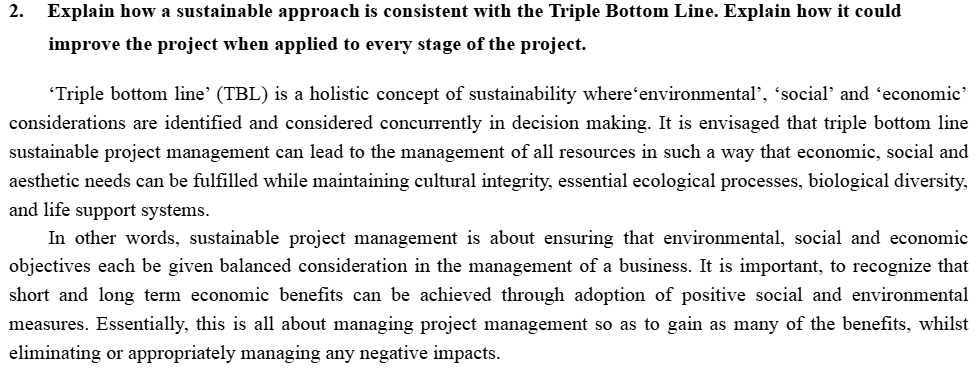 2. Explain how a sustainable approach is consistent with the Triple Bottom Line. Explain how it could
improve the project when applied to every stage of the project.
‘Triple bottom line’ (TBL) is a holistic concept of sustainability where‘environmental’, ‘social’ and ‘economic’
considerations are identified and considered concurrently in decision making. It is envisaged that triple bottom line
sustainable project management can lead to the management of all resources in such a way that economic, social and
aesthetic needs can be fulfilled while maintaining cultural integrity, essential ecological processes, biological diversity,
and life support systems.
In other words, sustainable project management is about ensuring that environmental, social and economic
objectives each be given balanced consideration in the management of a business. It is important, to recognize that
short and long term economic benefits can be achieved through adoption of positive social and environmental
measures. Essentially, this is all about managing project management so as to gain as many of the benefits, whilst
eliminating or appropriately managing any negative impacts.